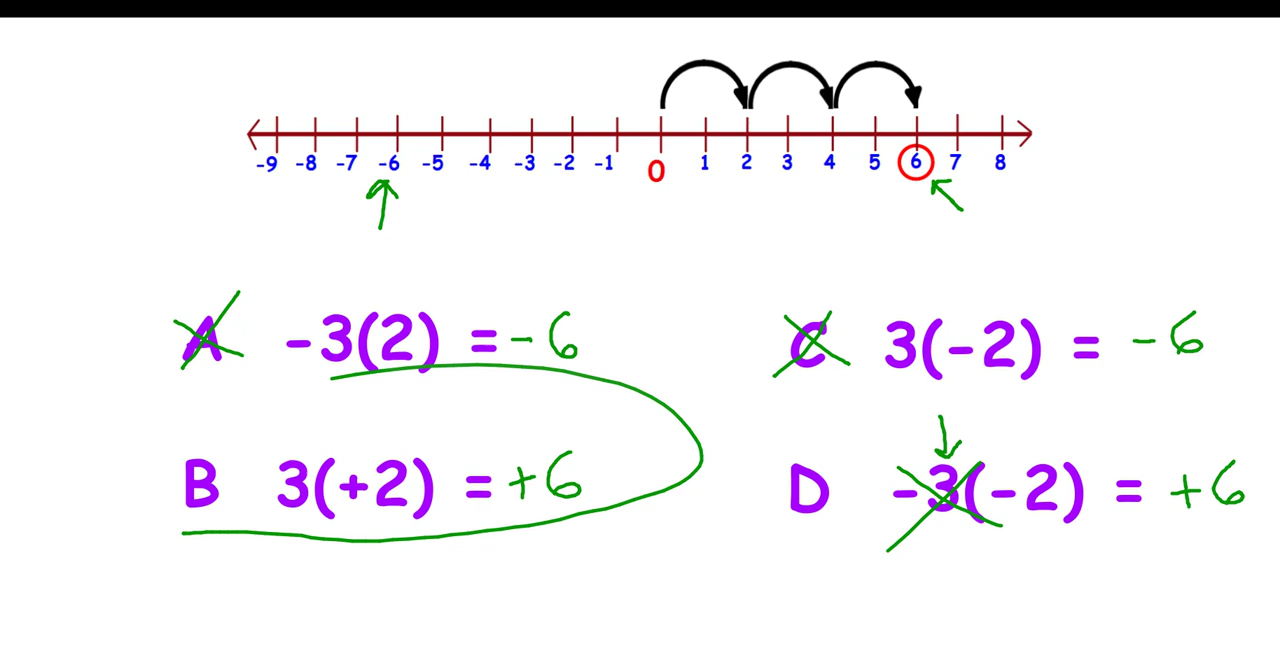 -9 -8 -7 -6 -5 -4 -3 -2 -1 0 1 2 3 4 5 6 7 8
A -3(2) = -6
C 3(-2) = -6
B 3(+2) = +6
D -3(-2) = +6